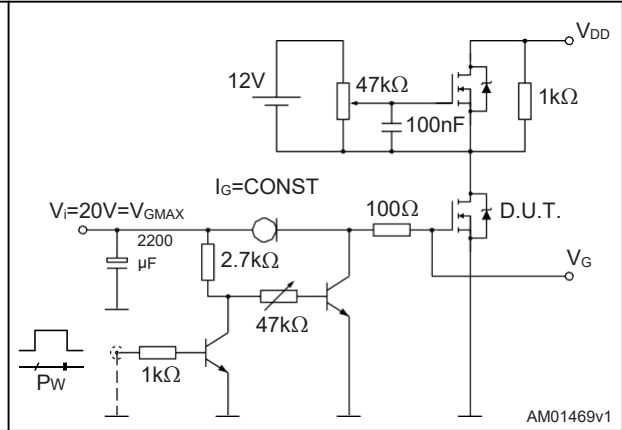 VDD
12V
47kΩ
1kΩ
100nF
IG=CONST
Vi=20V=VGMAX
100Ω
D.U.T.
2200
μF
2.7kΩ
VG
47kΩ
1kΩ
PW
AM01469v1